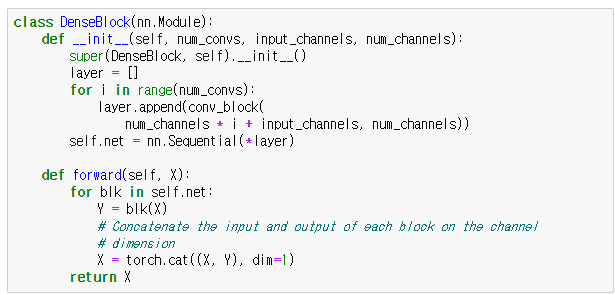 class DenseBlock(nn.Module):
    def __init__(self, num_convs, input_channels, num_channels):
        super(DenseBlock, self).__init__()
        layer = []
        for i in range(num_convs):
            layer.append(conv_block(
                num_channels * i + input_channels, num_channels))
        self.net = nn.Sequential(*layer)

    def forward(self, X):
        for blk in self.net:
            Y = blk(X)
            # Concatenate the input and output of each block on the channel
            # dimension
            X = torch.cat((X, Y), dim=1)
        return X